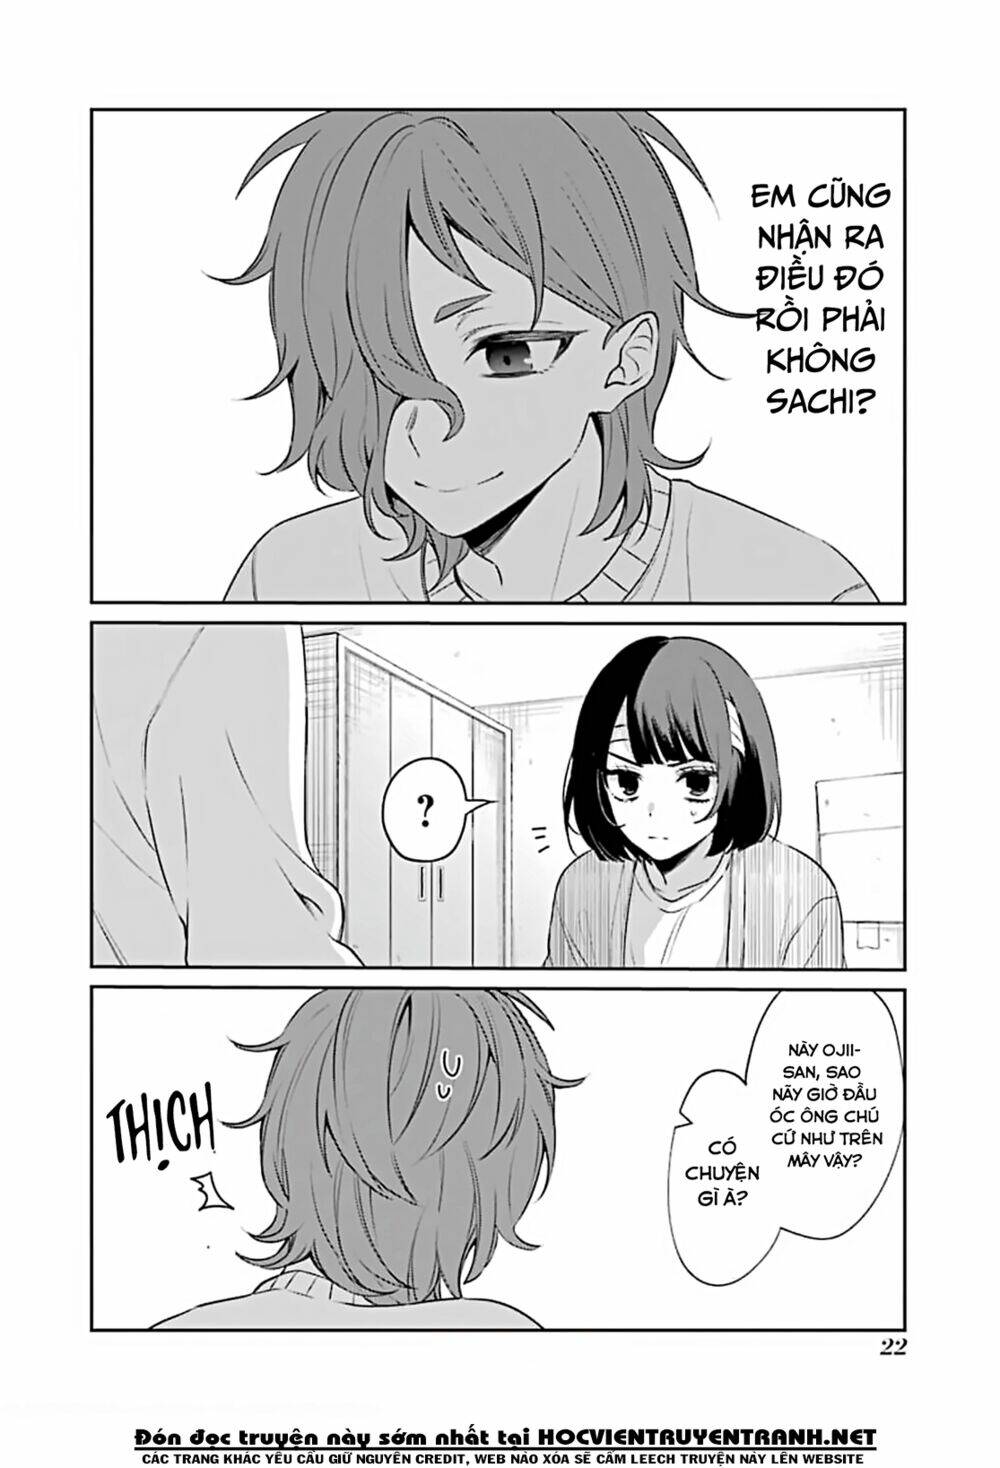 EM CŨNG
NHẬN RA
ĐIỀU ĐÓ
RỒI PHẢI
KHÔNG
SACHI?
?
NÀY OJII-
SAN, SAO
NÃY GIỜ ĐẦU
ÓC ÔNG CHÚ
CỨ NHƯ TRÊN
MÂY VẬY?
CÓ
CHUYỆN
GÌ À?
THỊCH
22
Đón đọc truyện này sớm nhất tại HOCVIENTRUYENTRANH.NET
CÁC TRANG KHÁC YÊU CẦU GIỮ NGUYÊN CREDIT, WEB NÀO XÓA SẼ CẤM LEECH TRUYỆN NÀY LÊN WEBSITE